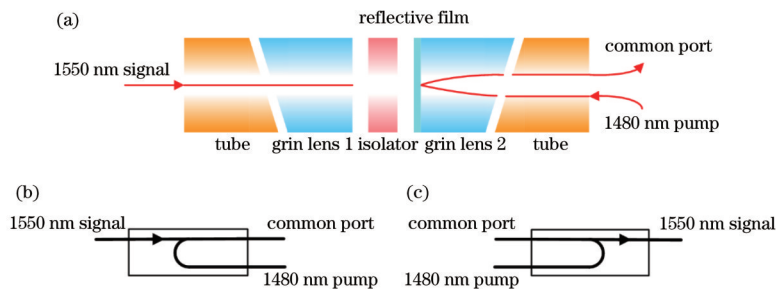 (a)
reflective film
common port
1550 nm signal
1480 nm pump
tube grin lens 1 isolator grin lens 2 tube
(b)
1550 nm signal
common port
1480 nm pump
(c)
common port
1550 nm signal
1480 nm pump